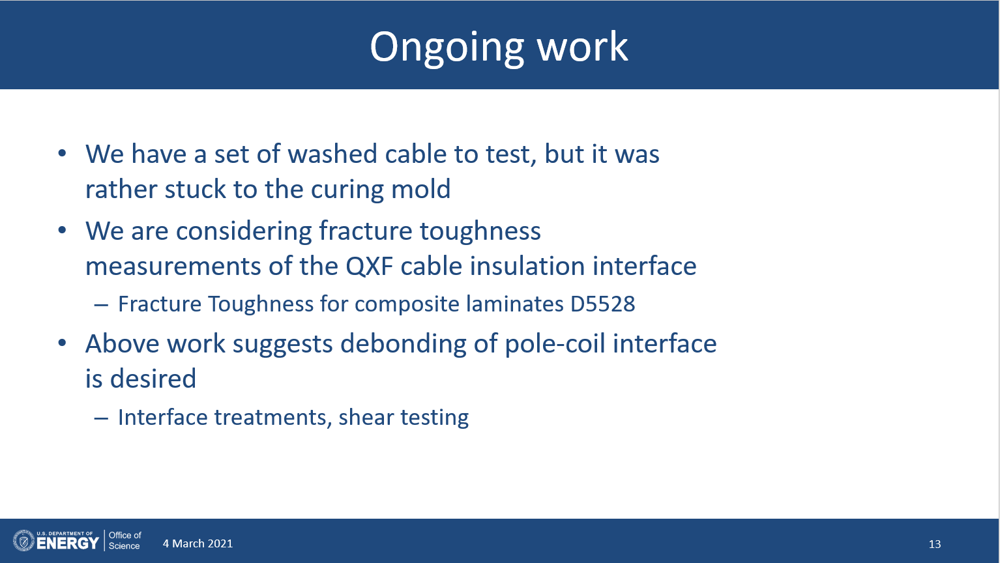 Ongoing work
• We have a set of washed cable to test, but it was
rather stuck to the curing mold
• We are considering fracture toughness
measurements of the QXF cable insulation interface
– Fracture Toughness for composite laminates D5528
• Above work suggests debonding of pole-coil interface
is desired
– Interface treatments, shear testing
U.S. DEPARTMENT OF
ENERGY
Office of
Science
4 March 2021
13